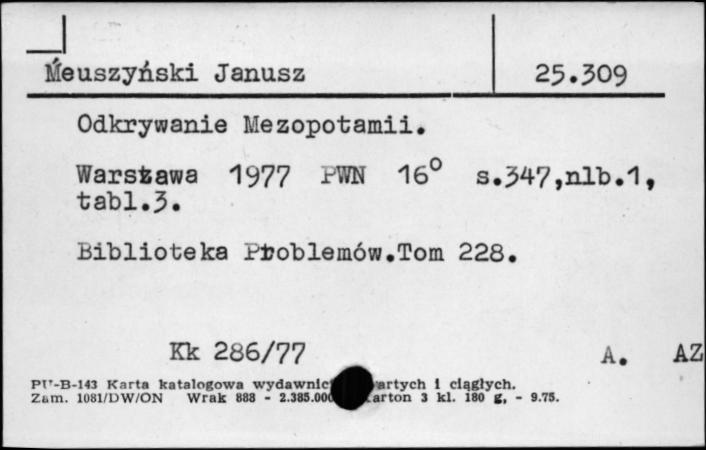 Meuszyński Janusz 25.309
Odkrywanie Mezopotamii.
Warszawa 1977 PWN 16° s.347,nlb.1,
tabl.3.
Biblioteka Problemów.Tom 228.
Kk 286/77 A. AZ
PU-B-143 Karta katalogowa wydawnic artych i ciągłych.
Zam. 1081/DW/ON Wrak 888 - 2.385.000 arton 3 kl. 180 g, - 9.75.